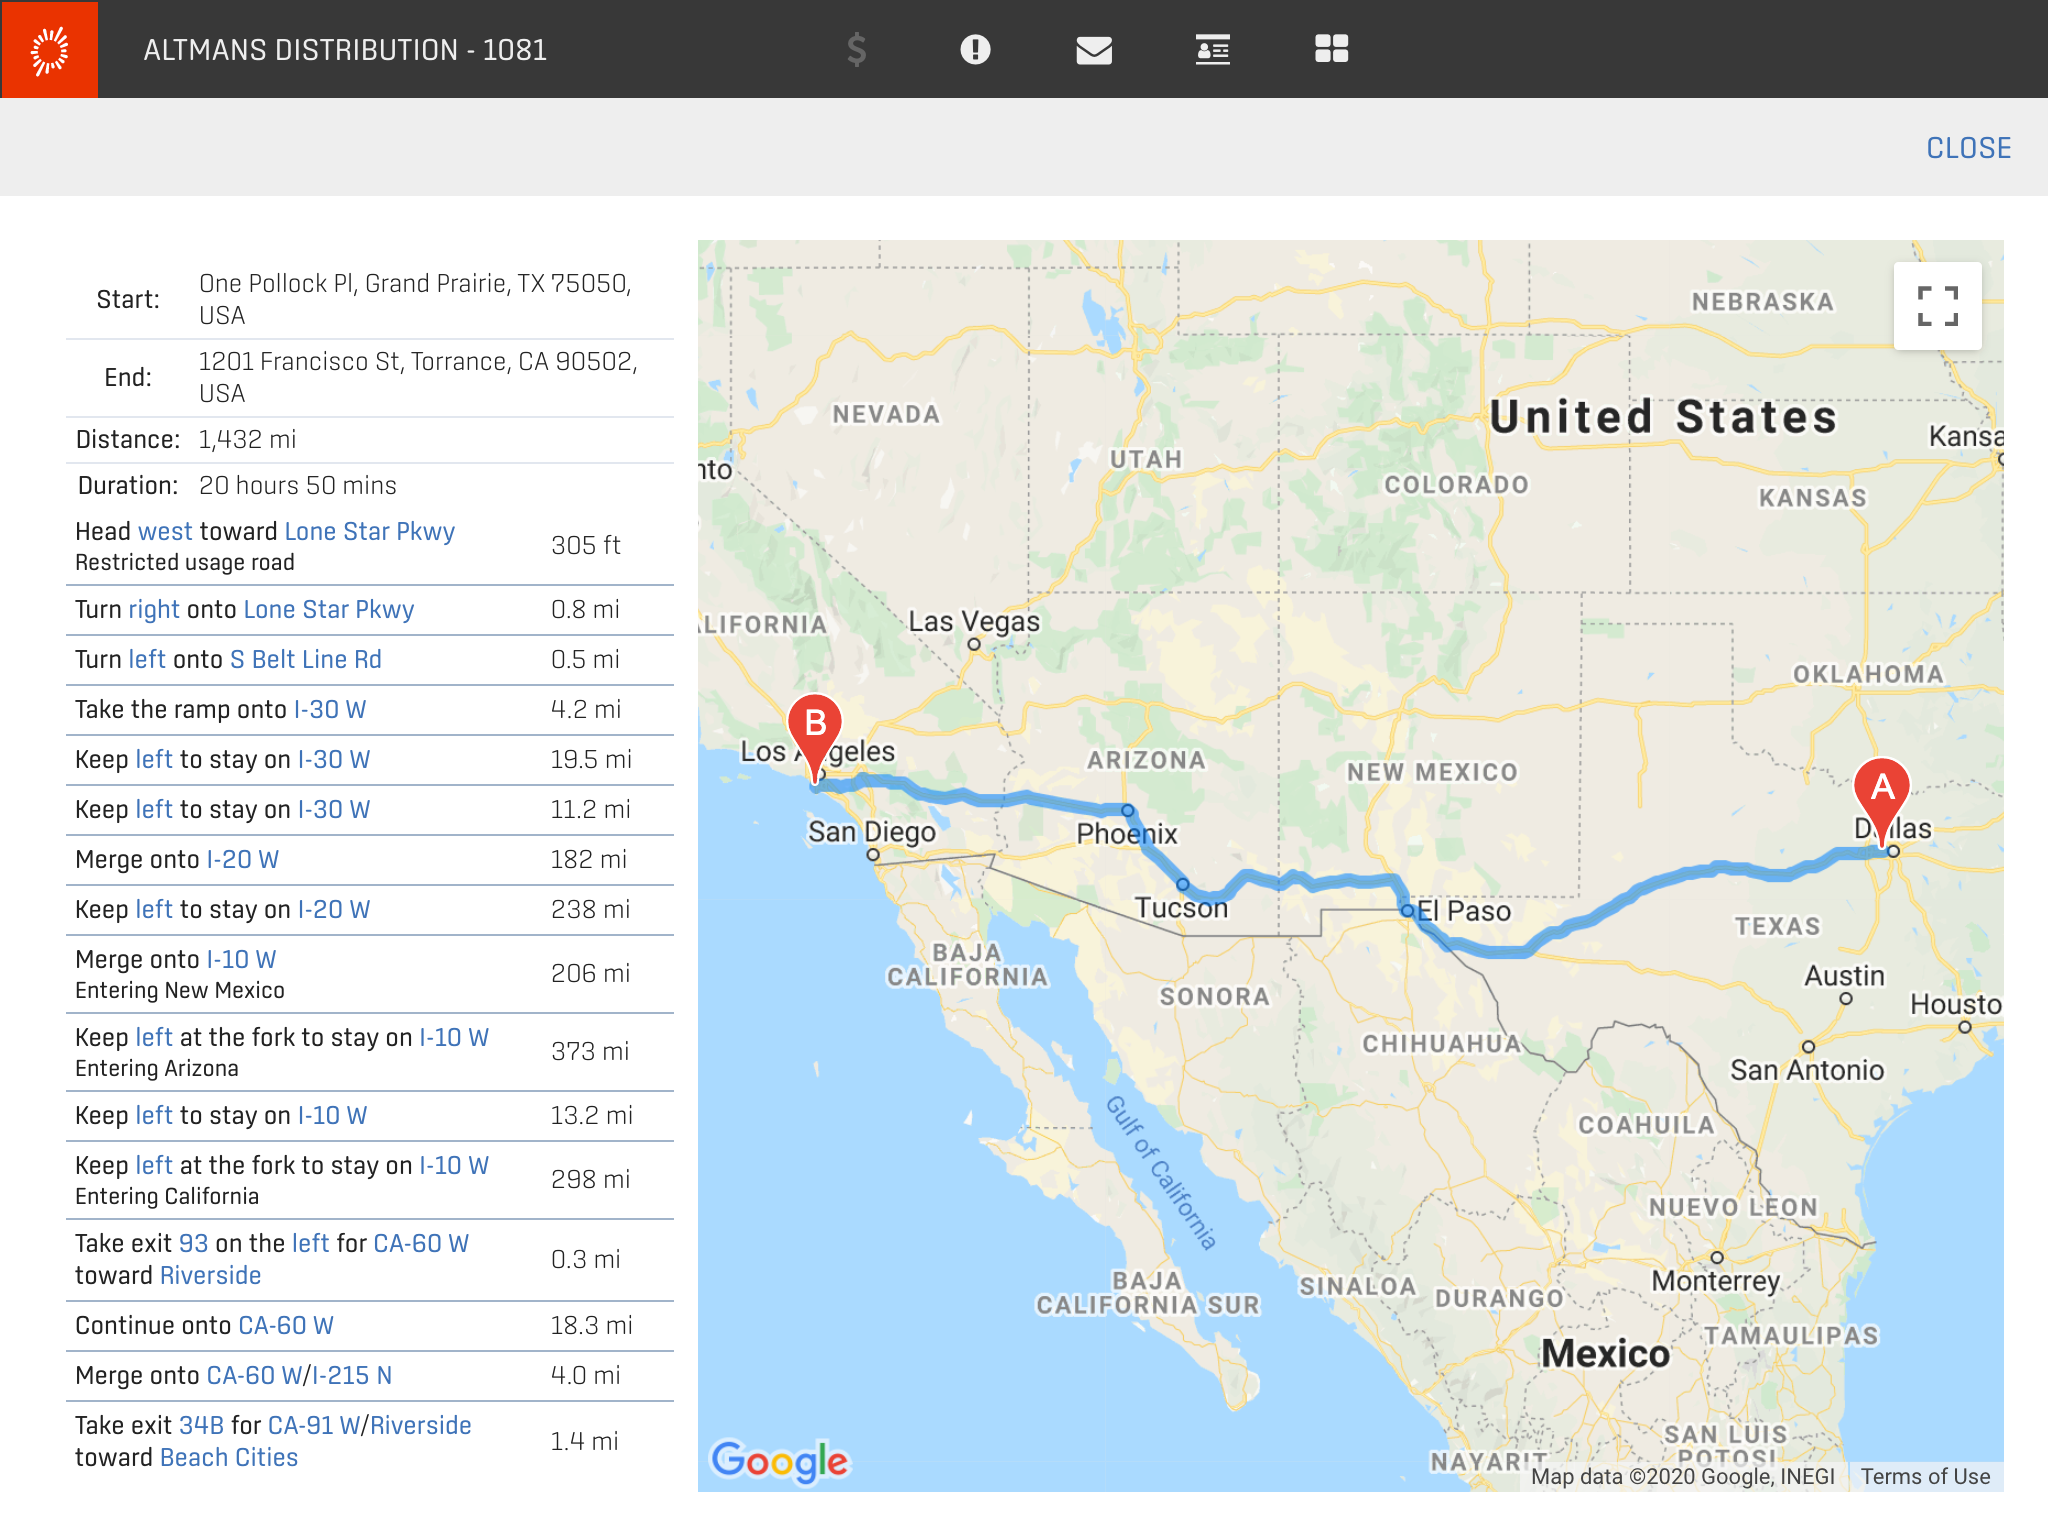 ALTMANS DISTRIBUTION - 1081
CLOSE
Start: One Pollock Pl, Grand Prairie, TX 75050,
USA
End: 1201 Francisco St, Torrance, CA 90502,
USA
Distance: 1,432 mi
Duration: 20 hours 50 mins
Head west toward Lone Star Pkwy
Restricted usage road
305 ft
Turn right onto Lone Star Pkwy 0.8 mi
Turn left onto S Belt Line Rd 0.5 mi
Take the ramp onto I-30 W 4.2 mi
Keep left to stay on I-30 W 19.5 mi
Keep left to stay on I-30 W 11.2 mi
Merge onto I-20 W 182 mi
Keep left to stay on I-20 W 238 mi
Merge onto I-10 W
Entering New Mexico
206 mi
Keep left at the fork to stay on I-10 W
Entering Arizona
373 mi
Keep left to stay on I-10 W 13.2 mi
Keep left at the fork to stay on I-10 W
Entering California
298 mi
Take exit 93 on the left for CA-60 W
toward Riverside
0.3 mi
Continue onto CA-60 W 18.3 mi
Merge onto CA-60 W/I-215 N 4.0 mi
Take exit 34B for CA-91 W/Riverside
toward Beach Cities
1.4 mi
NEBRASKA
NEVADA
United States
Kansa
nto
UTAH
COLORADO
KANSAS
LIFORNIA
Las Vegas
OKLAHOMA
B
Los Angeles
ARIZONA
NEW MEXICO
A
Dallas
San Diego
Phoenix
Tucson
El Paso
TEXAS
BAJA
CALIFORNIA
SONORA
Austin
Housto
CHIHUAHUA
San Antonio
Gulf of California
COAHUILA
NUEVO LEON
Monterrey
BAJA
CALIFORNIA SUR
SINALOA
DURANGO
TAMAULIPAS
Mexico
SAN LUIS
POTOSI
NAYARIT
Google
Map data ©2020 Google, INEGI
Terms of Use